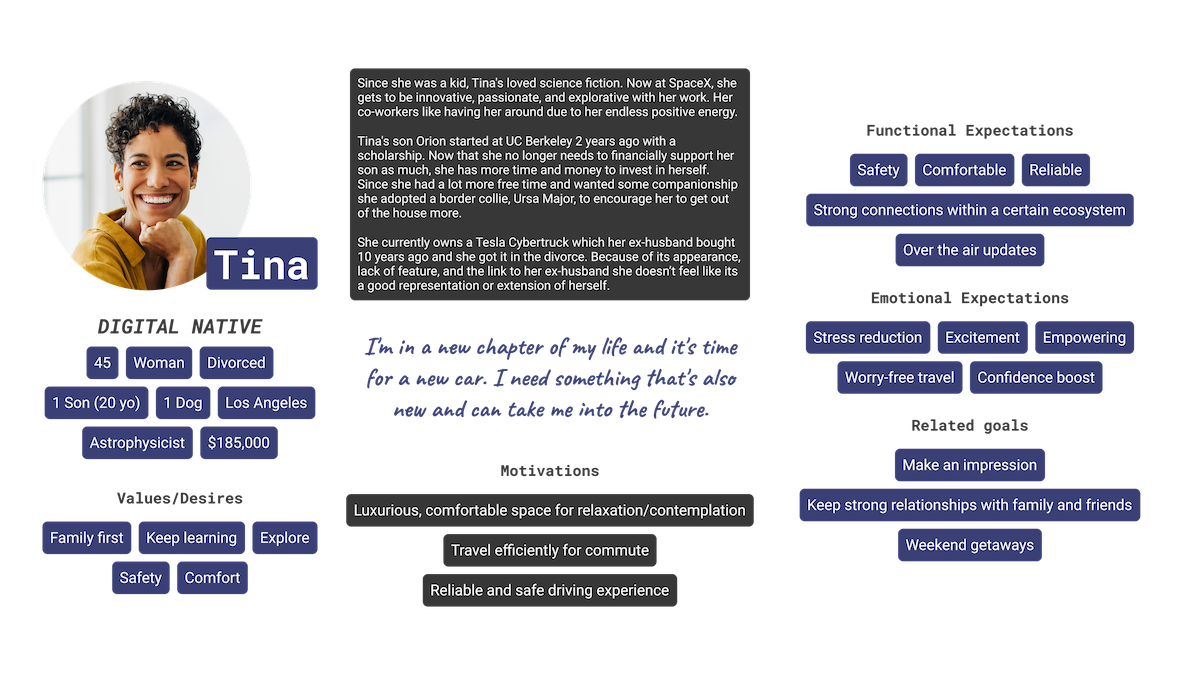 Tina
DIGITAL NATIVE
45
Woman
Divorced
1 Son (20 yo)
1 Dog
Los Angeles
Astrophysicist
$185,000
Values/Desires
Family first
Keep learning
Explore
Safety
Comfort
Since she was a kid, Tina's loved science fiction. Now at SpaceX, she
gets to be innovative, passionate, and explorative with her work. Her
co-workers like having her around due to her endless positive energy.
Tina's son Orion started at UC Berkeley 2 years ago with a
scholarship. Now that she no longer needs to financially support her
son as much, she has more time and money to invest in herself.
Since she had a lot more free time and wanted some companionship
she adopted a border collie, Ursa Major, to encourage her to get out
of the house more.
She currently owns a Tesla Cybertruck which her ex-husband bought
10 years ago and she got it in the divorce. Because of its appearance,
lack of feature, and the link to her ex-husband she doesn't feel like its
a good representation or extension of herself.
I'm in a new chapter of my life and it's time
for a new car. I need something that's also
new and can take me into the future.
Motivations
Luxurious, comfortable space for relaxation/contemplation
Travel efficiently for commute
Reliable and safe driving experience
Functional Expectations
Safety
Comfortable
Reliable
Strong connections within a certain ecosystem
Over the air updates
Emotional Expectations
Stress reduction
Excitement
Empowering
Worry-free travel
Confidence boost
Related goals
Make an impression
Keep strong relationships with family and friends
Weekend getaways